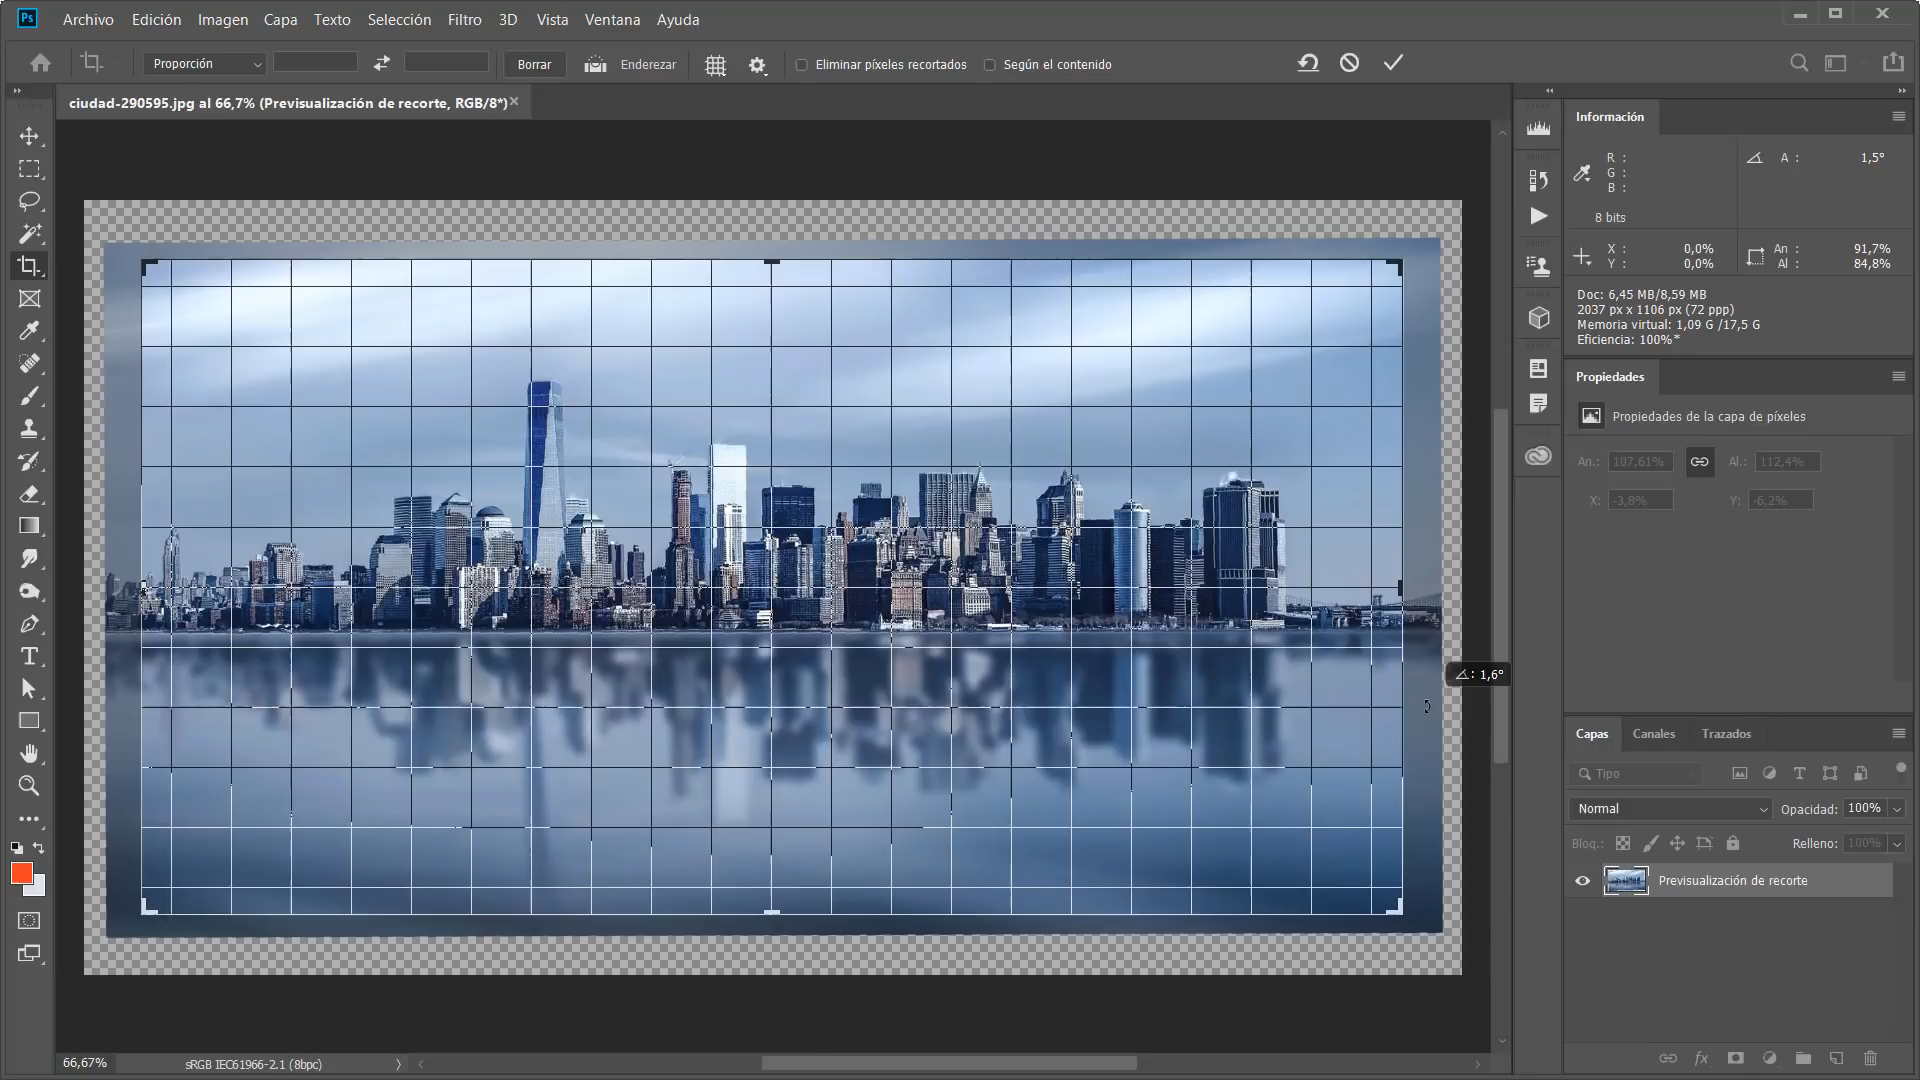 Ps Archivo Edición Imagen Capa Texto Selección Filtro 3D Vista Ventana Ayuda
Proporción Borrar Enderezar Eliminar píxeles recortados Según el contenido
ciudad-290595.jpg al 66,7% (Previsualización de recorte, RGB/8*)
Información
R :
G :
B :
A : 1,5°
8 bits
X : 0,0%
Y : 0,0%
An : 91,7%
Al : 84,8%
Doc: 6,45 MB/8,59 MB
2037 px x 1106 px (72 ppp)
Memoria virtual: 1,09 G /17,5 G
Eficiencia: 100%*
Propiedades
Propiedades de la capa de píxeles
An.: 107,61% Al.: 112,4%
X: -3,8% Y: -6,2%
: 1,6°
Capas Canales Trazados
Tipo
Normal Opacidad: 100%
Bloq.: Relleno: 100%
Previsualización de recorte
66,67% sRGB IEC61966-2.1 (8bpc)